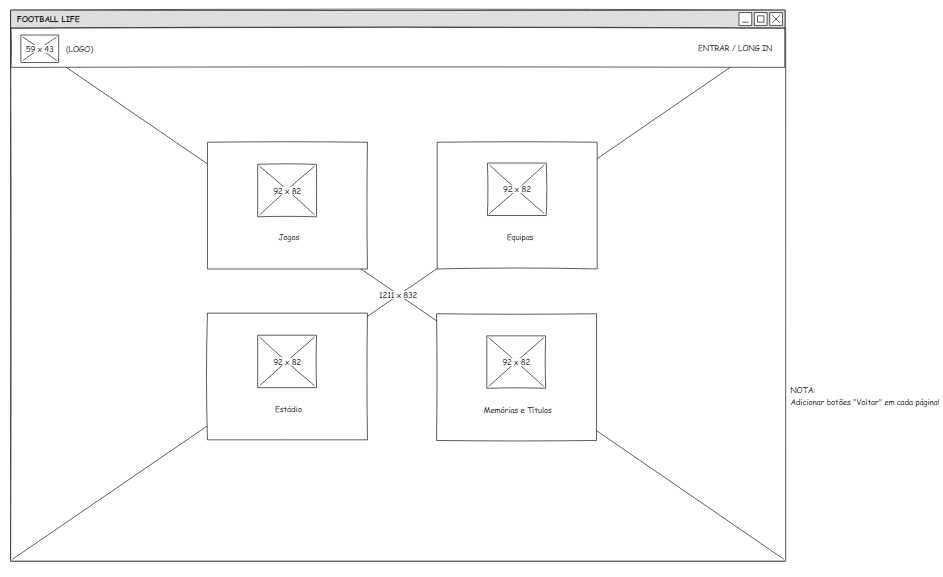 FOOTBALL LIFE
59 x 43 (LOGO) ENTRAR / LONG IN
92 x 82 92 x 82
Jogos Equipas
1211 x 832
92 x 82 92 x 82
Estádio Memórias e Títulos
NOTA:
Adicionar botões "Voltar" em cada página!